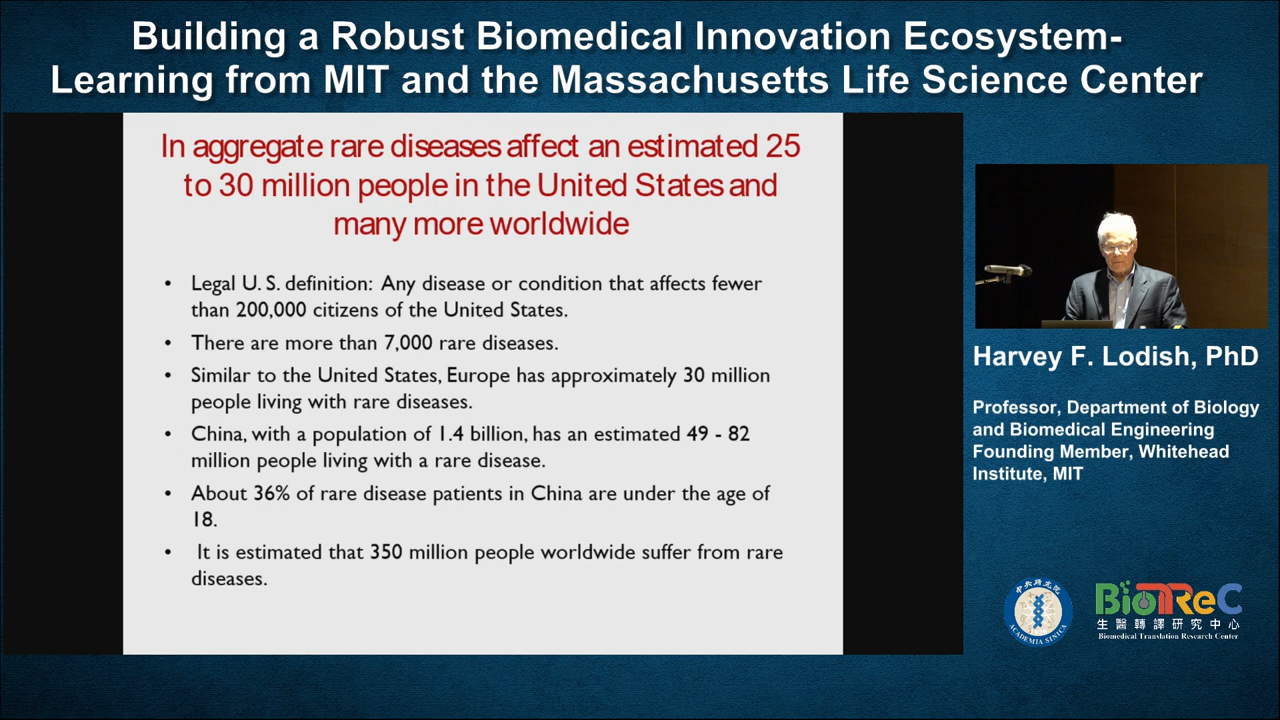 Building a Robust Biomedical Innovation Ecosystem-
Learning from MIT and the Massachusetts Life Science Center
In aggregate rare diseases affect an estimated 25
to 30 million people in the United States and
many more worldwide
• Legal U. S. definition: Any disease or condition that affects fewer
than 200,000 citizens of the United States.
• There are more than 7,000 rare diseases.
• Similar to the United States, Europe has approximately 30 million
people living with rare diseases.
• China, with a population of 1.4 billion, has an estimated 49 - 82
million people living with a rare disease.
• About 36% of rare disease patients in China are under the age of
18.
• It is estimated that 350 million people worldwide suffer from rare
diseases.
Harvey F. Lodish, PhD
Professor, Department of Biology
and Biomedical Engineering
Founding Member, Whitehead
Institute, MIT
中央研究院
ACADEMIA SINICA
BioTReC
生醫轉譯研究中心
Biomedical Translation Research Center